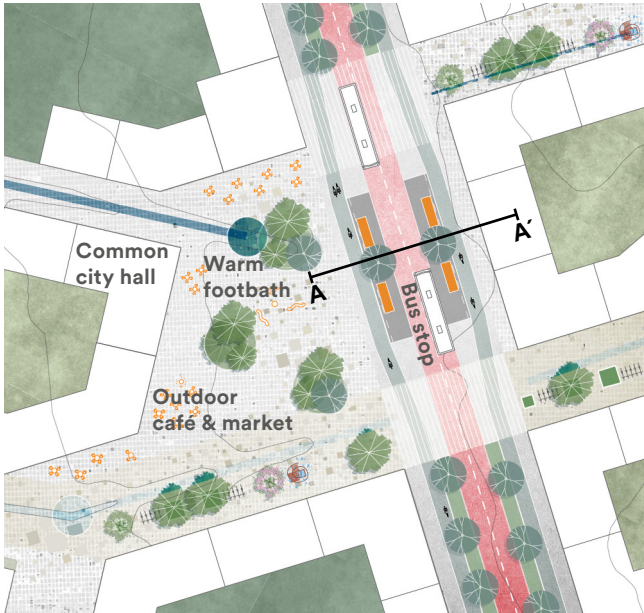 Common
city hall
Warm
footbath
A
A´
Bus stop
Outdoor
café & market